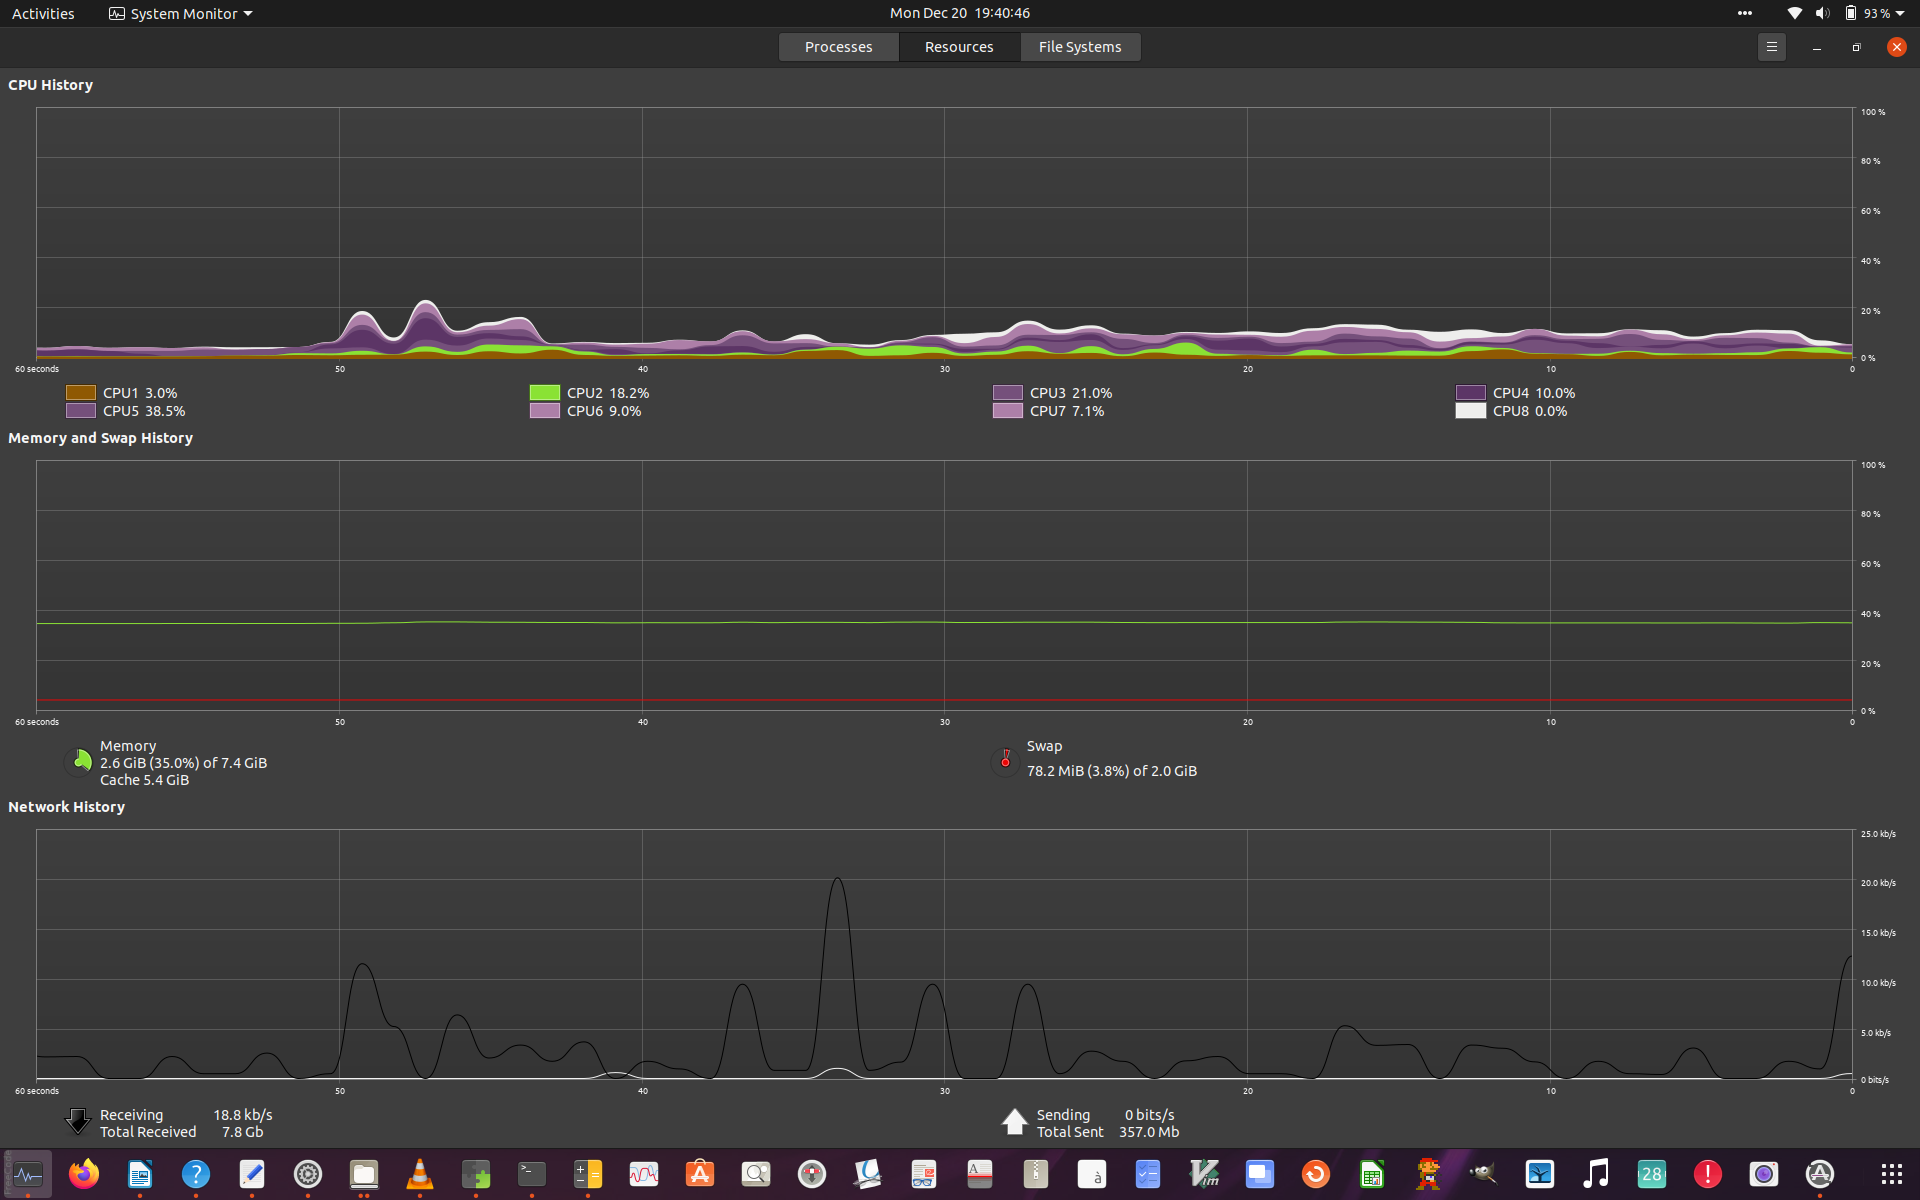 Activities System Monitor Mon Dec 20 19:40:46 93 %
Processes Resources File Systems
CPU History
100 %
80 %
60 %
40 %
20 %
0 %
60 seconds 50 40 30 20 10 0
CPU1 3.0% CPU2 18.2% CPU3 21.0% CPU4 10.0%
CPU5 38.5% CPU6 9.0% CPU7 7.1% CPU8 0.0%
Memory and Swap History
100 %
80 %
60 %
40 %
20 %
0 %
60 seconds 50 40 30 20 10 0
Memory
2.6 GiB (35.0%) of 7.4 GiB
Cache 5.4 GiB
Swap
78.2 MiB (3.8%) of 2.0 GiB
Network History
25.0 kb/s
20.0 kb/s
15.0 kb/s
10.0 kb/s
5.0 kb/s
0 bits/s
60 seconds 50 40 30 20 10 0
Receiving 18.8 kb/s Sending 0 bits/s
Total Received 7.8 Gb Total Sent 357.0 Mb
? >_ A à Vim 28 !